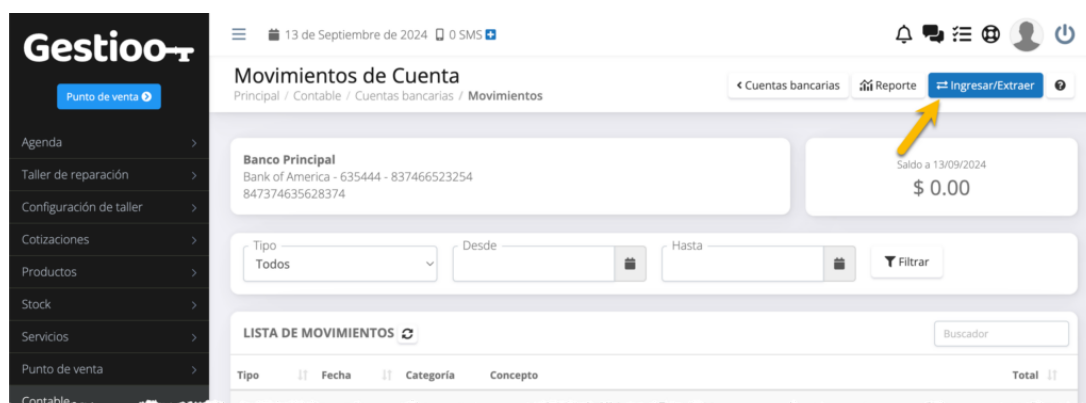 Gestioo
Punto de venta
Agenda
Taller de reparación
Configuración de taller
Cotizaciones
Productos
Stock
Servicios
Punto de venta
Contable
13 de Septiembre de 2024 0 SMS
Movimientos de Cuenta
Principal / Contable / Cuentas bancarias / Movimientos
Cuentas bancarias Reporte Ingresar/Extraer
Banco Principal
Bank of America - 635444 - 837466523254
847374635628374
Saldo a 13/09/2024
$ 0.00
Tipo Desde Hasta
Todos Filtrar
LISTA DE MOVIMIENTOS Buscador
Tipo Fecha Categoría Concepto Total